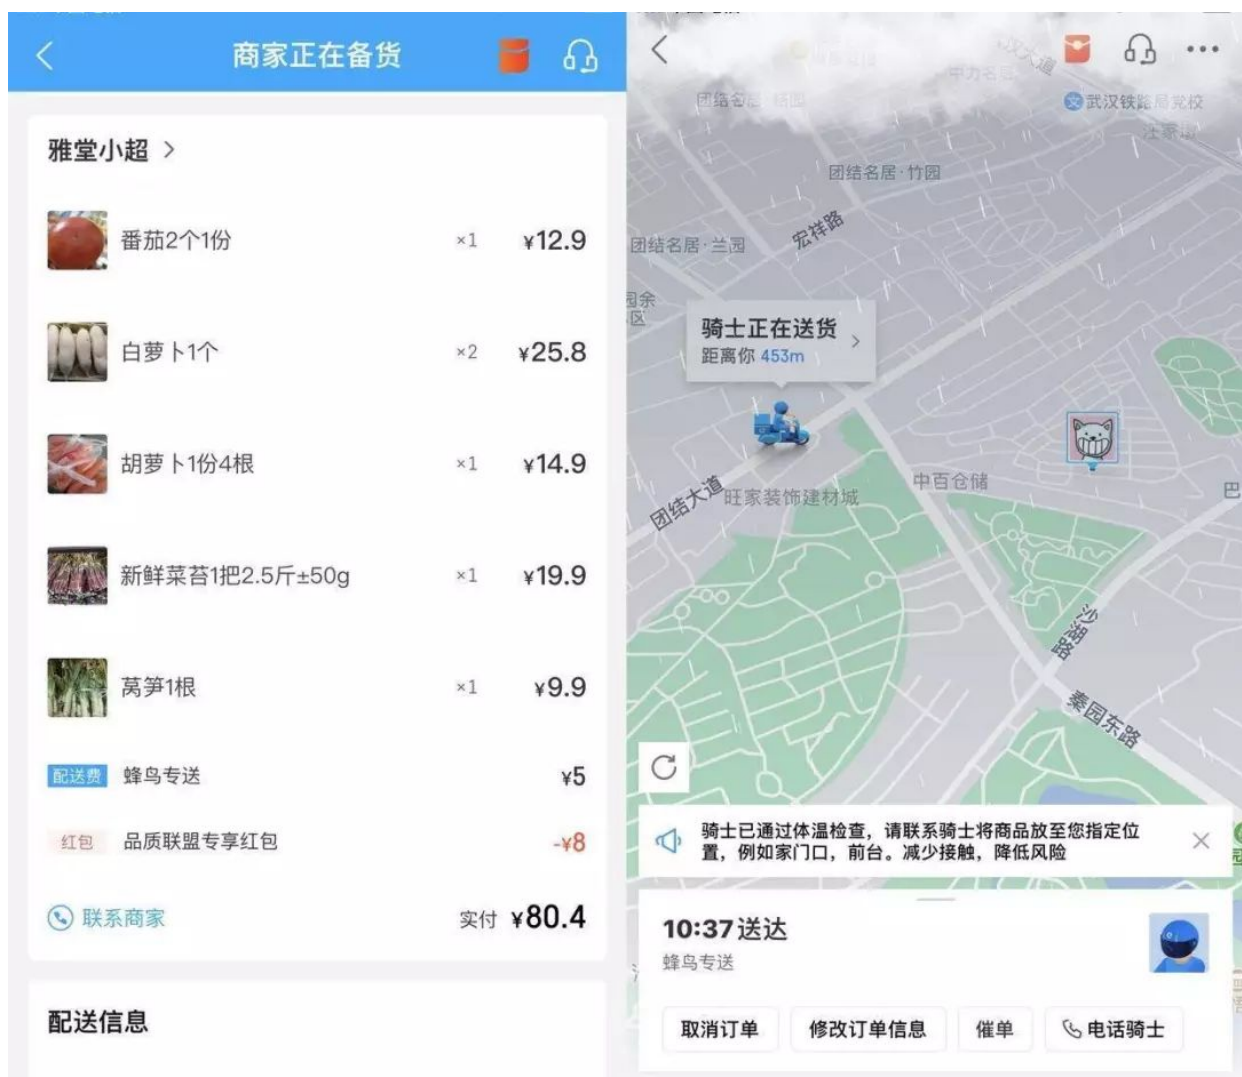 商家正在备货
雅堂小超 >
番茄2个1份 ×1 ¥12.9
白萝卜1个 ×2 ¥25.8
胡萝卜1份4根 ×1 ¥14.9
新鲜菜苔1把2.5斤±50g ×1 ¥19.9
莴笋1根 ×1 ¥9.9
配送费 蜂鸟专送 ¥5
红包 品质联盟专享红包 -¥8
联系商家 实付 ¥80.4
配送信息
武汉铁路局党校
团结名居·竹园
宏祥路
团结名居·兰园
骑士正在送货
距离你 453m
团结大道
旺家装饰建材城
中百仓储
巴
沙湖路
秦园东路
骑士已通过体温检查，请联系骑士将商品放至您指定位
置，例如家门口，前台。减少接触，降低风险
10:37送达
蜂鸟专送
取消订单 修改订单信息 催单 电话骑士